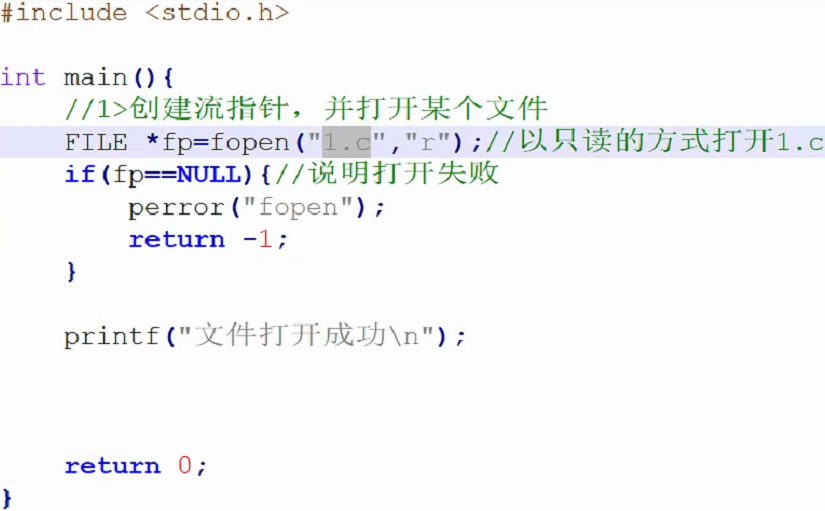 #include <stdio.h>
int main(){
//1>创建流指针，并打开某个文件
FILE *fp=fopen("1.c","r");//以只读的方式打开1.c
if(fp==NULL){//说明打开失败
perror("fopen");
return -1;
}
printf("文件打开成功\n");
return 0;
}